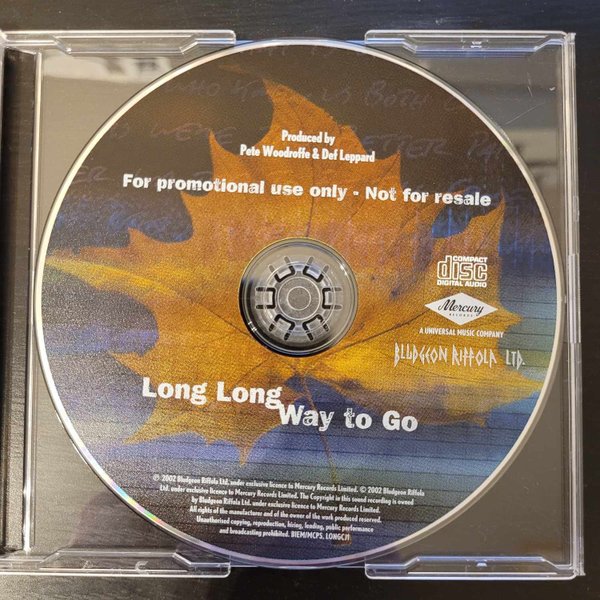 Produced by
Pete Woodroffe & Def Leppard
For promotional use only - Not for resale
COMPACT
disc
DIGITAL AUDIO
Mercury
RECORDS
A UNIVERSAL MUSIC COMPANY
BLUDGEON RIFFOLA LTD.
Long Long
Way to Go
℗ 2002 Bludgeon Riffola Ltd. under exclusive licence to Mercury Records Limited. © 2002 Bludgeon Riffola
Ltd. under exclusive licence to Mercury Records Limited. The Copyright in this sound recording is owned
by Bludgeon Riffola Ltd. under exclusive licence to Mercury Records Limited.
All rights of the manufacturer and of the owner of the work produced reserved.
Unauthorised copying, reproduction, hiring, lending, public performance
and broadcasting prohibited. BIEM/MCPS.